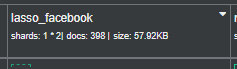 lasso_facebook
shards: 1 * 2| docs: 398 | size: 57.92KB